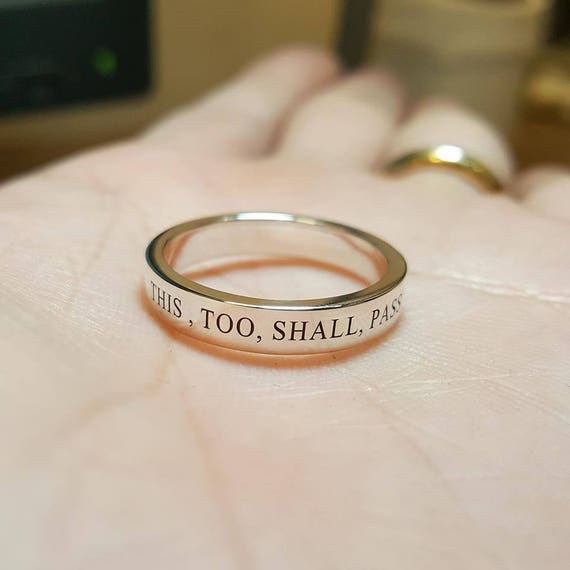 THIS , TOO, SHALL, PASS